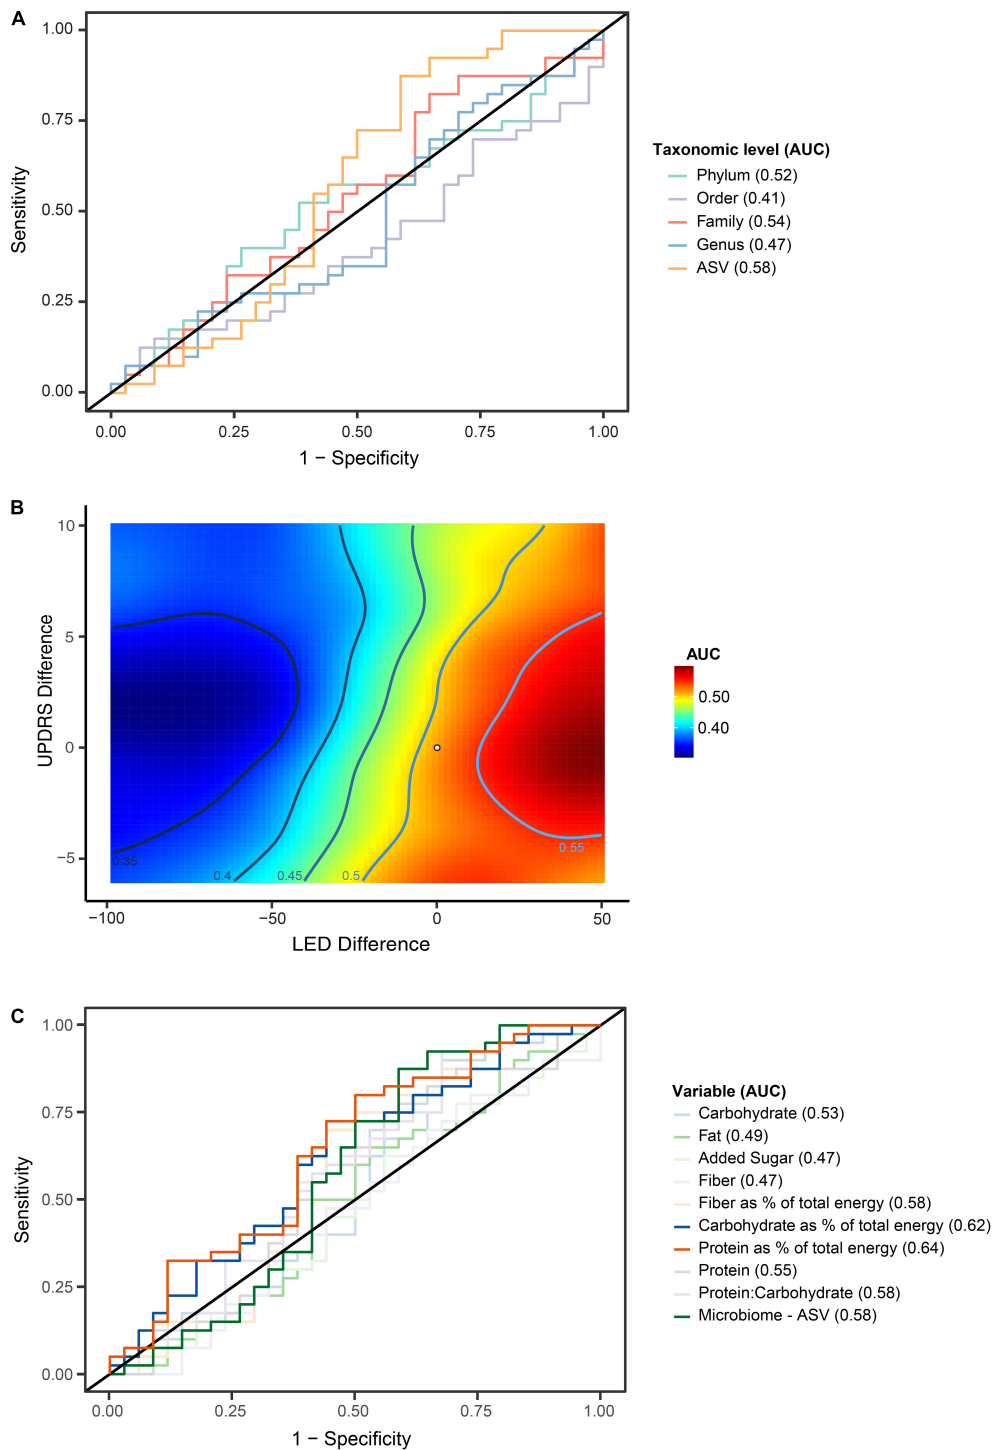 A
1.00
0.75
0.50
0.25
0.00
Sensitivity
0.00 0.25 0.50 0.75 1.00
1 − Specificity
Taxonomic level (AUC)
Phylum (0.52)
Order (0.41)
Family (0.54)
Genus (0.47)
ASV (0.58)
B
10
5
0
−5
UPDRS Difference
0.35
0.4
0.45
0.5
0.55
−100 −50 0 50
LED Difference
AUC
0.50
0.40
C
1.00
0.75
0.50
0.25
0.00
Sensitivity
0.00 0.25 0.50 0.75 1.00
1 − Specificity
Variable (AUC)
Carbohydrate (0.53)
Fat (0.49)
Added Sugar (0.47)
Fiber (0.47)
Fiber as % of total energy (0.58)
Carbohydrate as % of total energy (0.62)
Protein as % of total energy (0.64)
Protein (0.55)
Protein:Carbohydrate (0.58)
Microbiome - ASV (0.58)